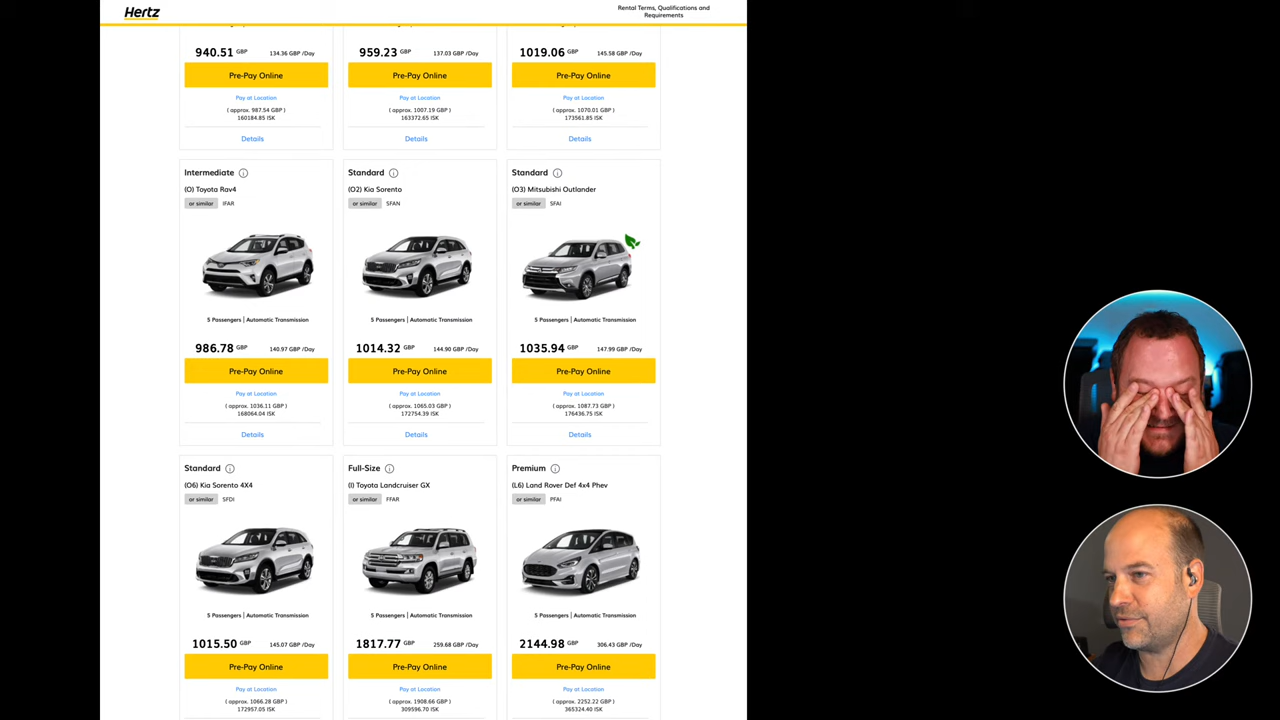 Hertz
Rental Terms, Qualifications and
Requirements
940.51 GBP 134.36 GBP /Day
Pre-Pay Online
Pay at Location
( approx. 987.54 GBP )
160184.85 ISK
Details
959.23 GBP 137.03 GBP /Day
Pre-Pay Online
Pay at Location
( approx. 1007.19 GBP )
163372.65 ISK
Details
1019.06 GBP 145.58 GBP /Day
Pre-Pay Online
Pay at Location
( approx. 1070.01 GBP )
173561.85 ISK
Details
Intermediate
(O) Toyota Rav4
or similar IFAR
5 Passengers | Automatic Transmission
986.78 GBP 140.97 GBP /Day
Pre-Pay Online
Pay at Location
( approx. 1036.11 GBP )
168064.04 ISK
Details
Standard
(O2) Kia Sorento
or similar SFAN
5 Passengers | Automatic Transmission
1014.32 GBP 144.90 GBP /Day
Pre-Pay Online
Pay at Location
( approx. 1065.03 GBP )
172754.39 ISK
Details
Standard
(O3) Mitsubishi Outlander
or similar SFAI
5 Passengers | Automatic Transmission
1035.94 GBP 147.99 GBP /Day
Pre-Pay Online
Pay at Location
( approx. 1087.73 GBP )
176436.75 ISK
Details
Standard
(O6) Kia Sorento 4X4
or similar SFDI
5 Passengers | Automatic Transmission
1015.50 GBP 145.07 GBP /Day
Pre-Pay Online
Pay at Location
( approx. 1066.28 GBP )
172957.05 ISK
Full-Size
(I) Toyota Landcruiser GX
or similar FFAR
5 Passengers | Automatic Transmission
1817.77 GBP 259.68 GBP /Day
Pre-Pay Online
Pay at Location
( approx. 1908.66 GBP )
309596.70 ISK
Premium
(L6) Land Rover Def 4x4 Phev
or similar PFAI
5 Passengers | Automatic Transmission
2144.98 GBP 306.43 GBP /Day
Pre-Pay Online
Pay at Location
( approx. 2252.22 GBP )
365324.40 ISK